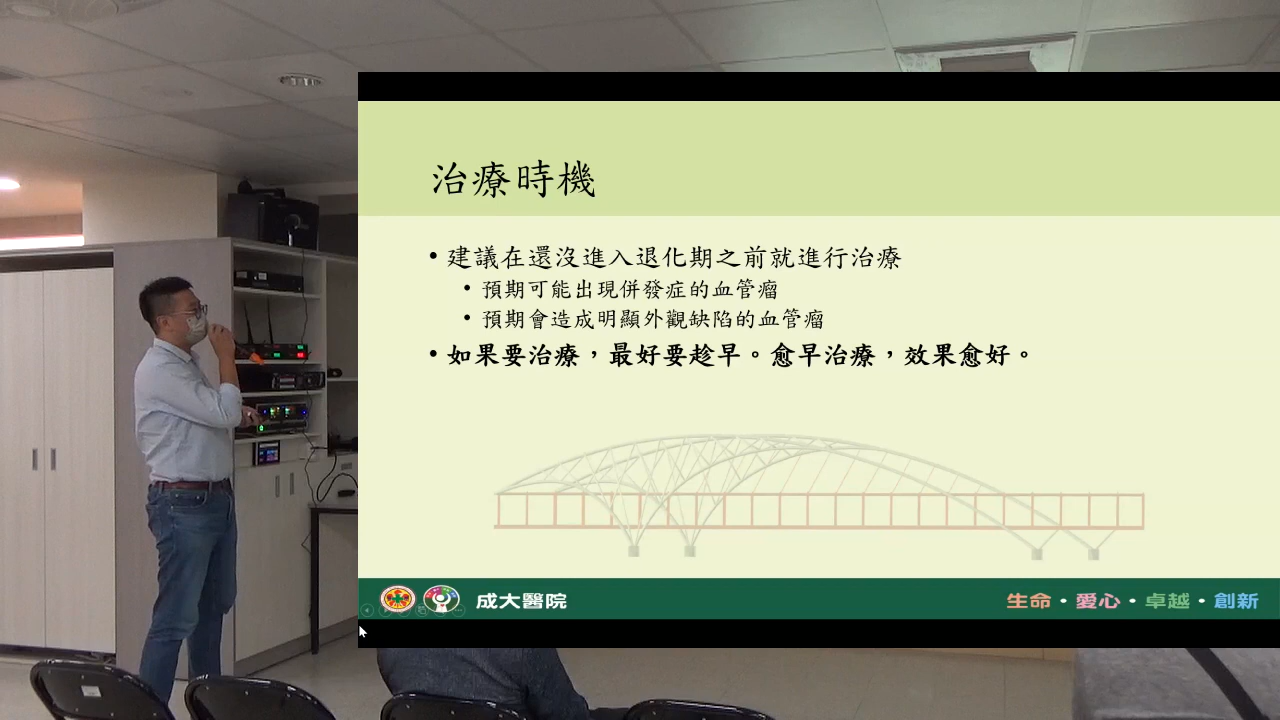 治療時機
• 建議在還沒進入退化期之前就進行治療
• 預期可能出現併發症的血管瘤
• 預期會造成明顯外觀缺陷的血管瘤
• 如果要治療，最好要趁早。愈早治療，效果愈好。
成大醫院
生命・愛心・卓越・創新